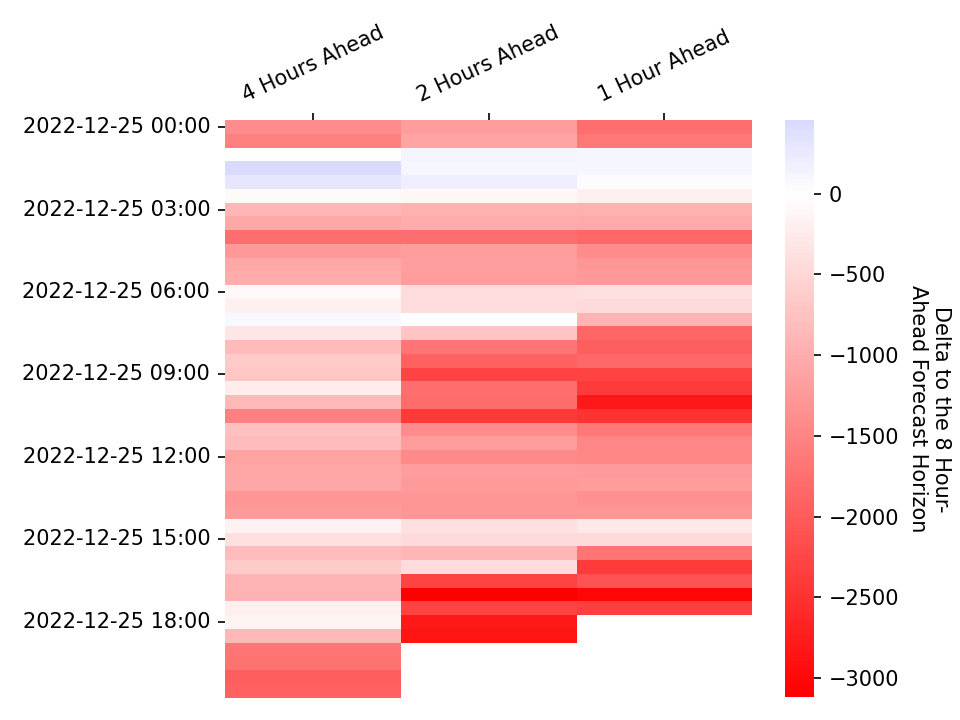 4 Hours Ahead
2 Hours Ahead
1 Hour Ahead
2022-12-25 00:00
2022-12-25 03:00
2022-12-25 06:00
2022-12-25 09:00
2022-12-25 12:00
2022-12-25 15:00
2022-12-25 18:00
0
−500
−1000
−1500
−2000
−2500
−3000
Delta to the 8 Hour-
Ahead Forecast Horizon